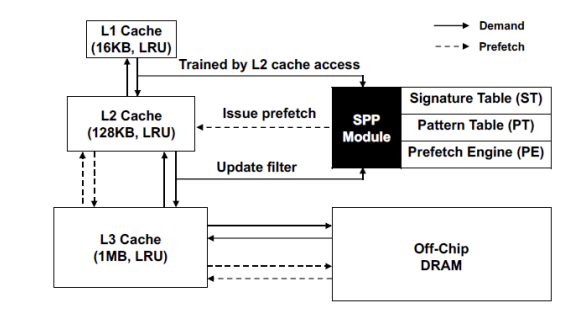 L1 Cache
(16KB, LRU)
Demand
Prefetch
Trained by L2 cache access
L2 Cache
(128KB, LRU)
Issue prefetch
SPP
Module
Signature Table (ST)
Pattern Table (PT)
Prefetch Engine (PE)
Update filter
L3 Cache
(1MB, LRU)
Off-Chip
DRAM